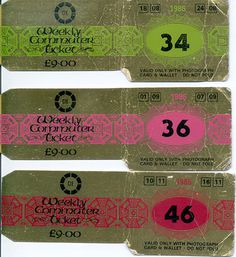 18 08 1985 24 08
Weekly
Commuter
Ticket
£9·00
34
VALID ONLY WITH PHOTOGRAPH
CARD & WALLET - DO NOT FOLD
01 09 1985 07 09
Weekly
Commuter
Ticket
£9·00
36
VALID ONLY WITH PHOTOGRAPH
CARD & WALLET - DO NOT FOLD
10 11 1985 16 11
Weekly
Commuter
Ticket
£9·00
46
VALID ONLY WITH PHOTOGRAPH
CARD & WALLET - DO NOT FOLD